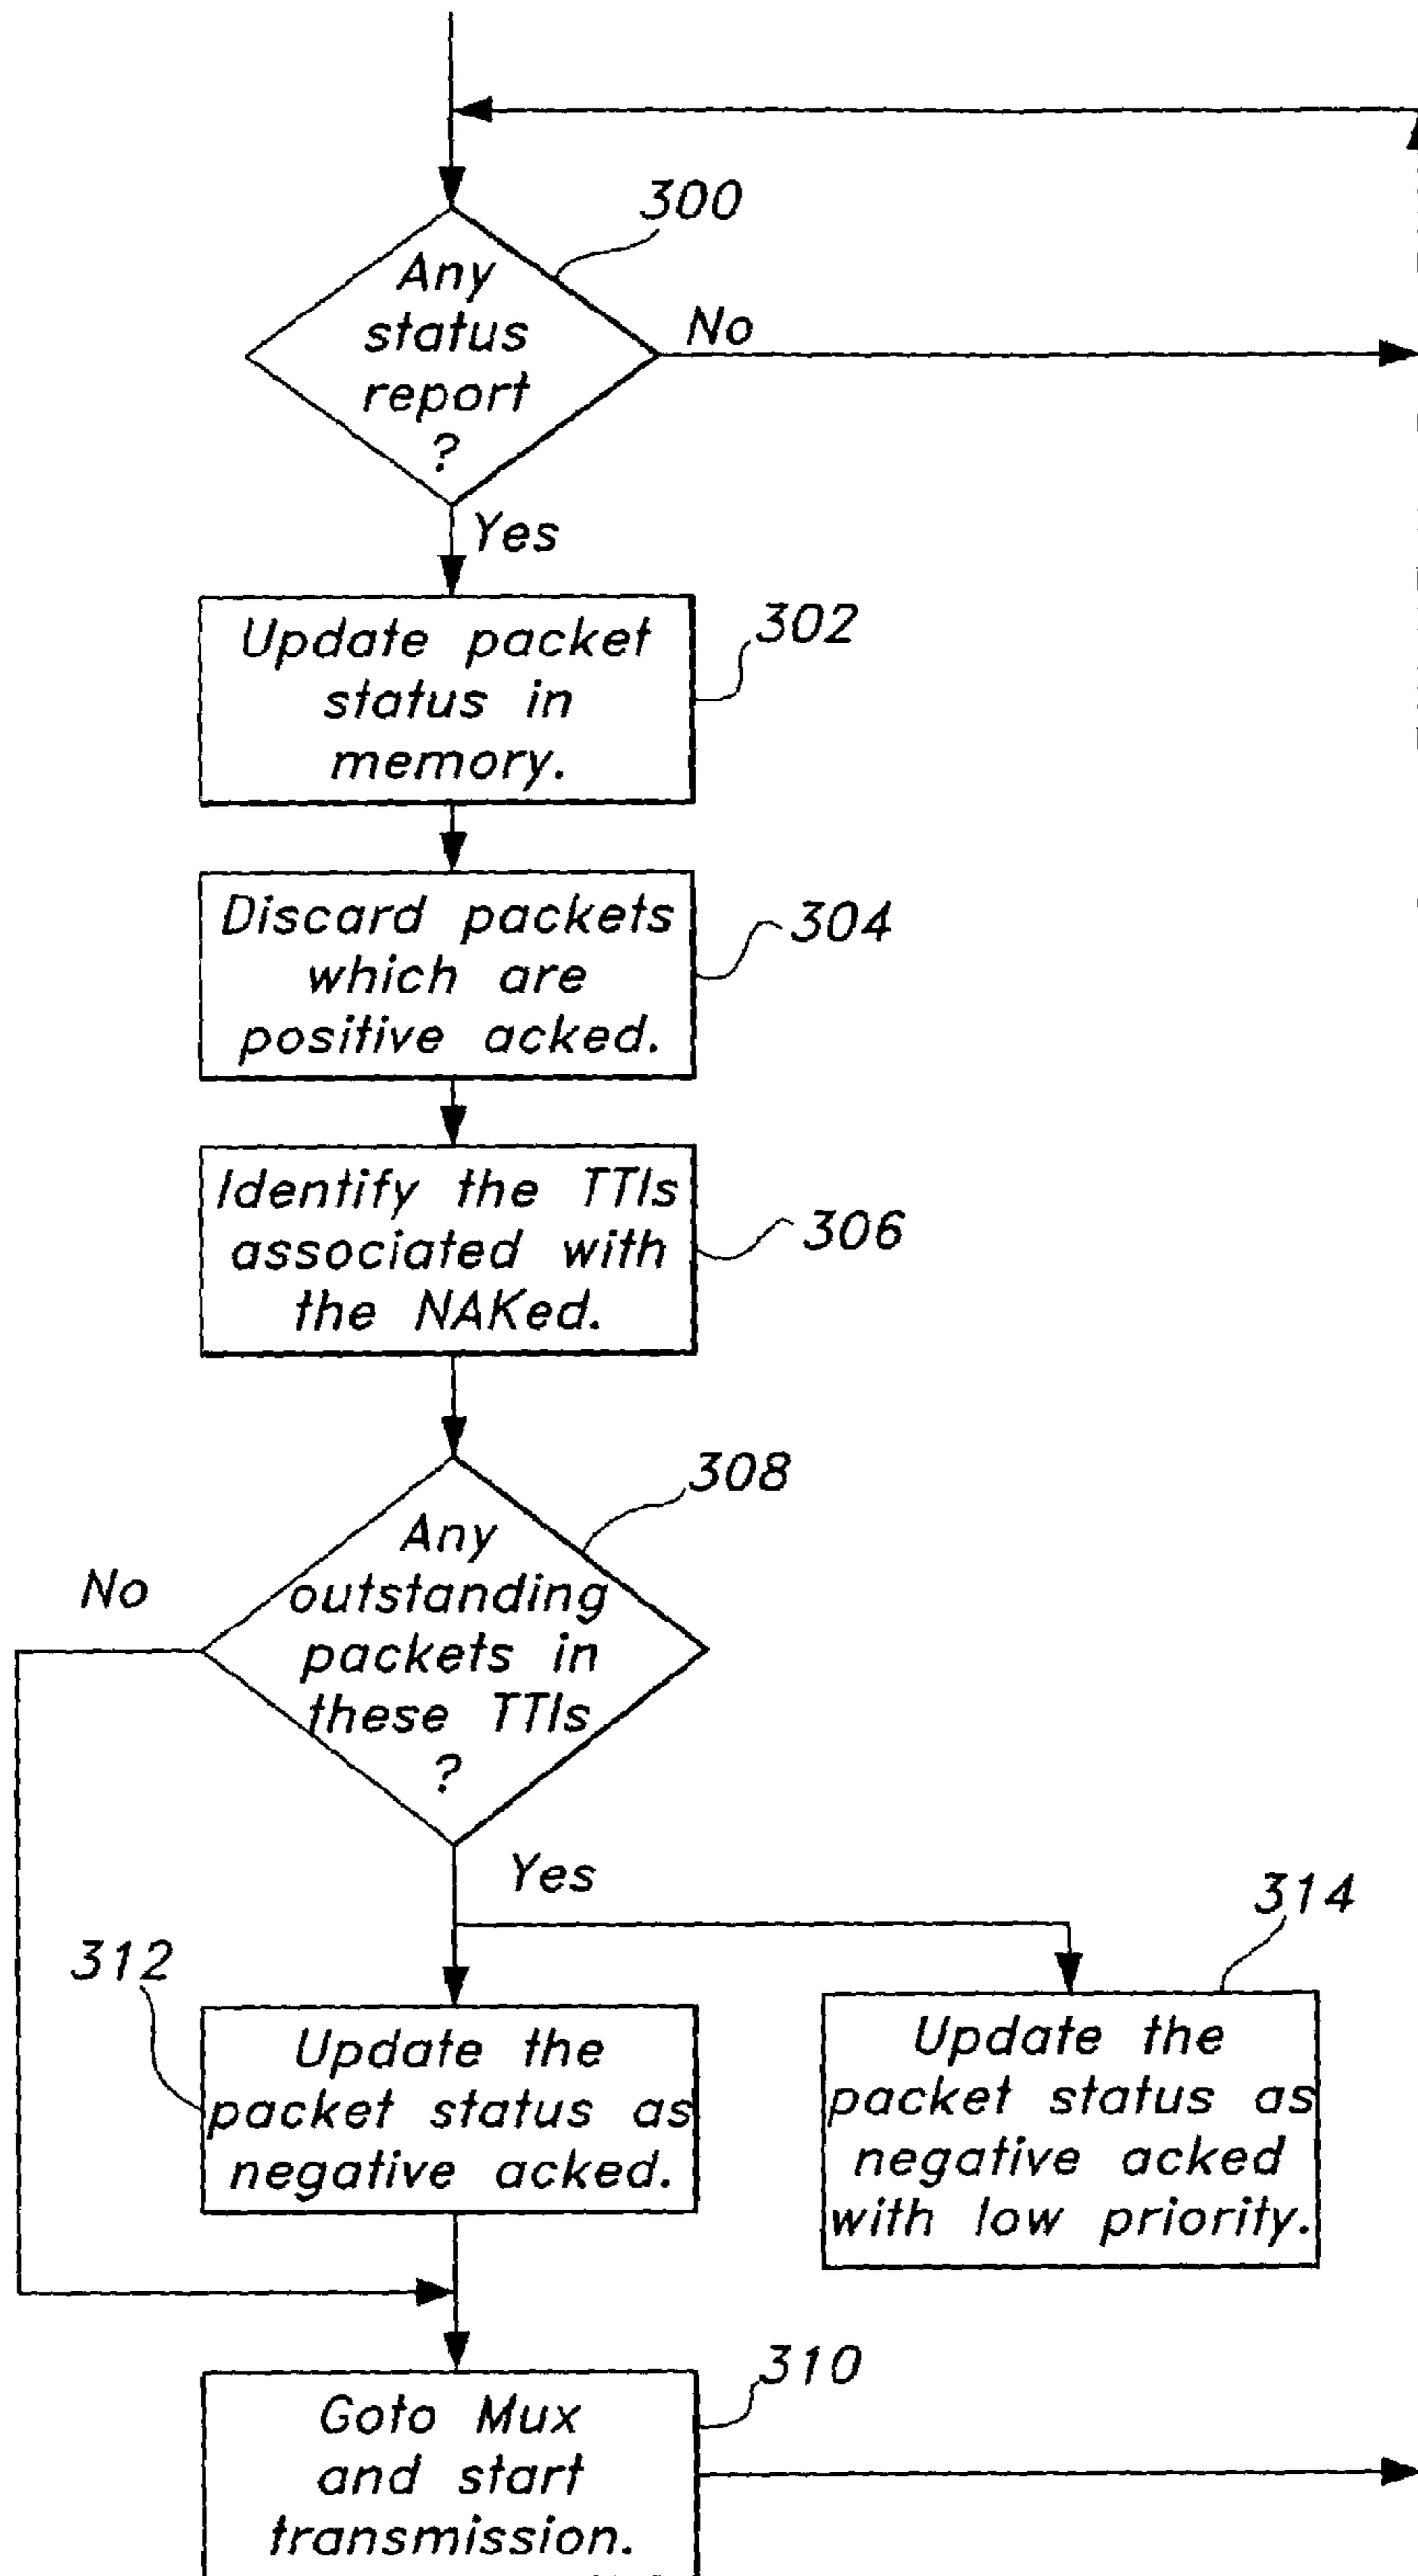 300
Any
status
report
?
No
Yes
Update packet
status in
memory.
302
Discard packets
which are
positive acked.
304
Identify the TTIs
associated with
the NAKed.
306
308
Any
outstanding
packets in
these TTIs
?
No
Yes
314
312
Update the
packet status as
negative acked.
Update the
packet status as
negative acked
with low priority.
310
Goto Mux
and start
transmission.